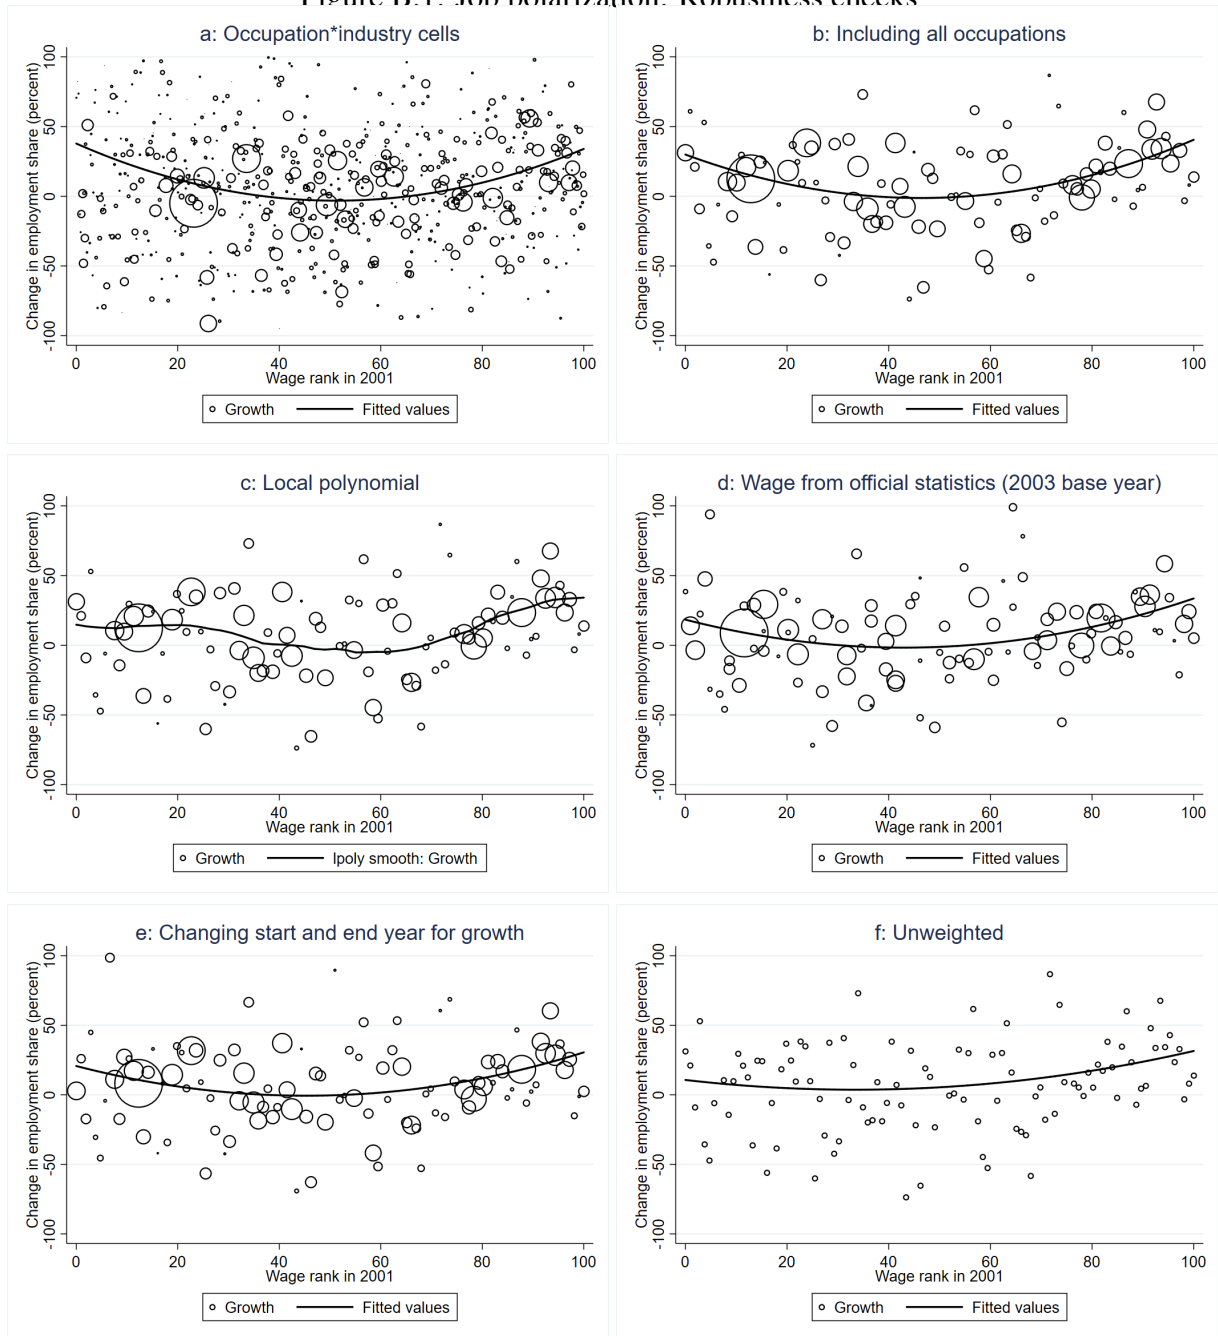 Figure B.1: Job polarization: Robustness checks
a: Occupation*industry cells
Change in employment share (percent)
100
50
0
-50
-100
0 20 40 60 80 100
Wage rank in 2001
Growth Fitted values
b: Including all occupations
Change in employment share (percent)
100
50
0
-50
-100
0 20 40 60 80 100
Wage rank in 2001
Growth Fitted values
c: Local polynomial
Change in employment share (percent)
100
50
0
-50
-100
0 20 40 60 80 100
Wage rank in 2001
Growth lpoly smooth: Growth
d: Wage from official statistics (2003 base year)
Change in employment share (percent)
100
50
0
-50
-100
0 20 40 60 80 100
Wage rank in 2001
Growth Fitted values
e: Changing start and end year for growth
Change in employment share (percent)
100
50
0
-50
-100
0 20 40 60 80 100
Wage rank in 2001
Growth Fitted values
f: Unweighted
Change in employment share (percent)
100
50
0
-50
-100
0 20 40 60 80 100
Wage rank in 2001
Growth Fitted values